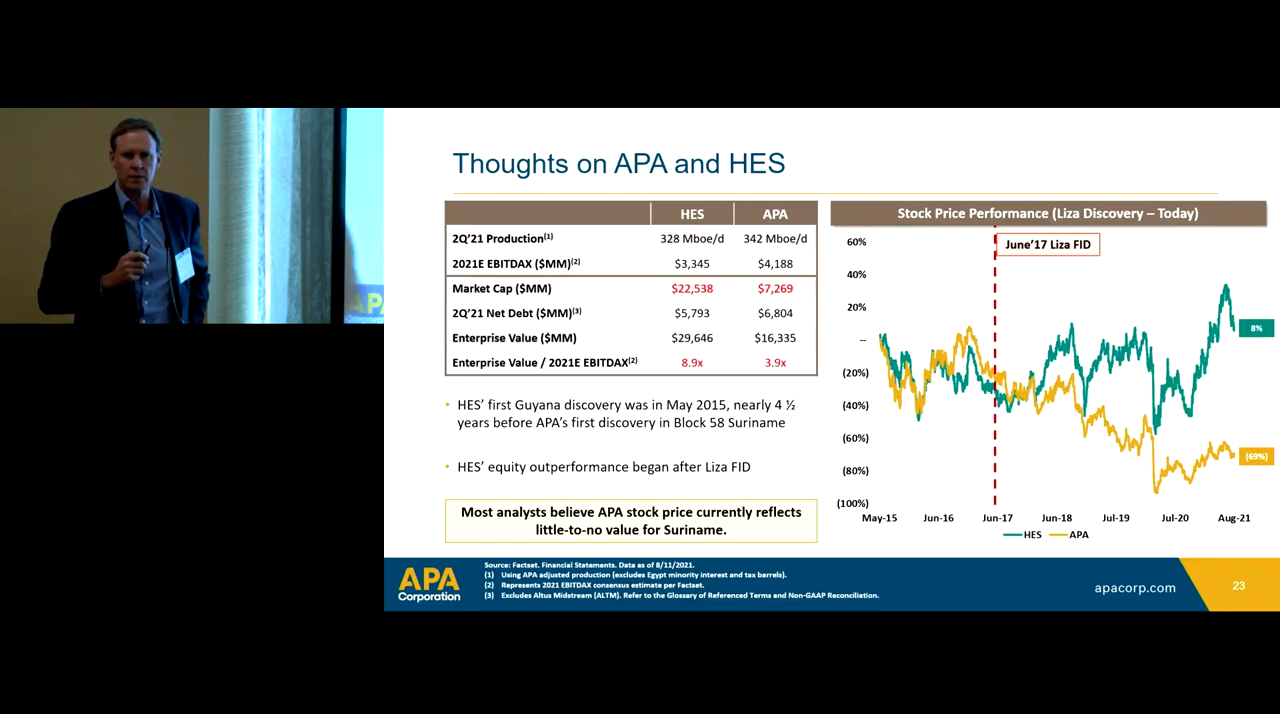 Thoughts on APA and HES
HES APA
2Q'21 Production(1) 328 Mboe/d 342 Mboe/d
2021E EBITDAX ($MM)(2) $3,345 $4,188
Market Cap ($MM) $22,538 $7,269
2Q'21 Net Debt ($MM)(3) $5,793 $6,804
Enterprise Value ($MM) $29,646 $16,335
Enterprise Value / 2021E EBITDAX(2) 8.9x 3.9x
• HES' first Guyana discovery was in May 2015, nearly 4 ½
years before APA's first discovery in Block 58 Suriname
• HES' equity outperformance began after Liza FID
Most analysts believe APA stock price currently reflects
little-to-no value for Suriname.
Stock Price Performance (Liza Discovery – Today)
June'17 Liza FID
60%
40%
20%
--
(20%)
(40%)
(60%)
(80%)
(100%)
8%
(69%)
May-15 Jun-16 Jun-17 Jun-18 Jul-19 Jul-20 Aug-21
HES APA
APA
Corporation
Source: Factset. Financial Statements. Data as of 8/11/2021.
(1) Using APA adjusted production (excludes Egypt minority interest and tax barrels).
(2) Represents 2021 EBITDAX consensus estimate per Factset.
(3) Excludes Altus Midstream (ALTM). Refer to the Glossary of Referenced Terms and Non-GAAP Reconciliation.
apacorp.com
23